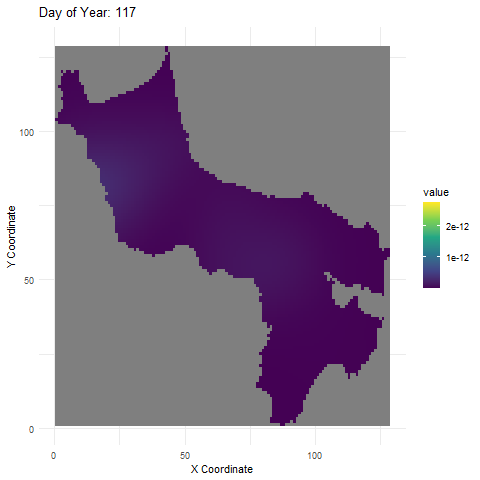 Day of Year: 117
100
50
0
Y Coordinate
0
50
100
X Coordinate
value
2e-12
1e-12